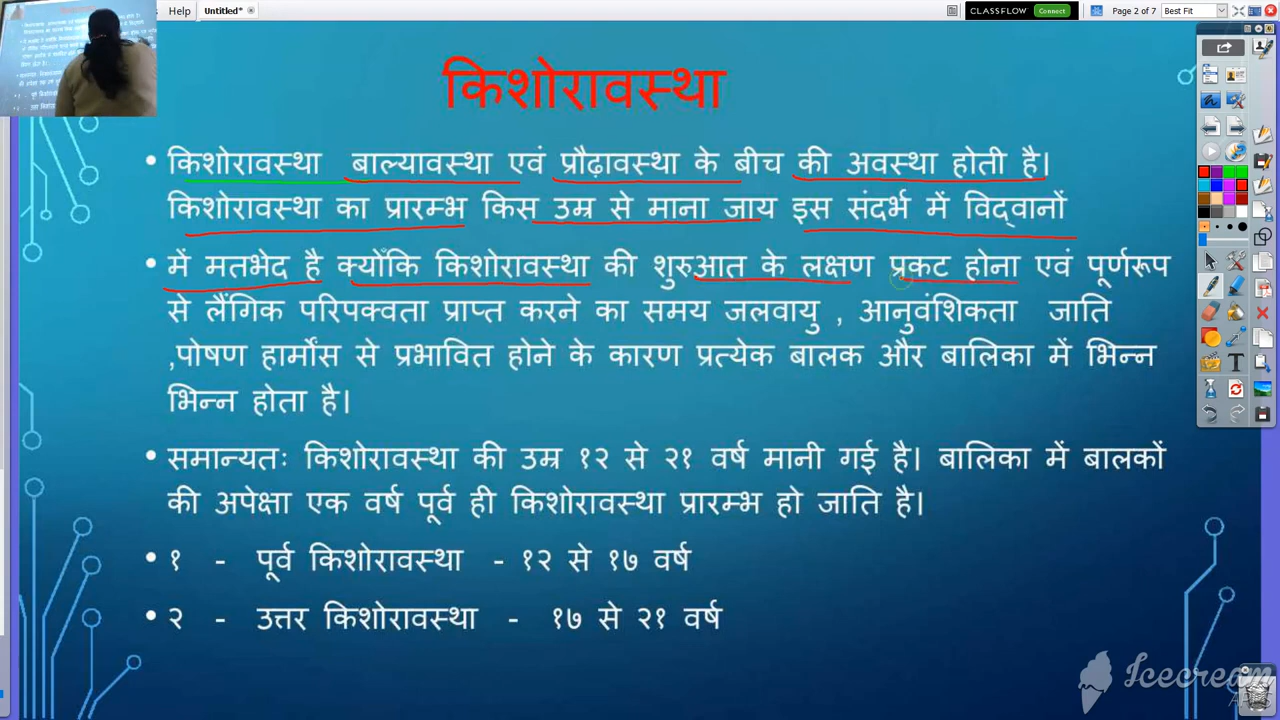 Help Untitled* CLASSFLOW Connect Page 2 of 7 Best Fit
किशोरावस्था
• किशोरावस्था बाल्यावस्था एवं प्रौढ़ावस्था के बीच की अवस्था होती है।
किशोरावस्था का प्रारम्भ किस उम्र से माना जाय इस संदर्भ में विद्वानों
• में मतभेद है क्योंकि किशोरावस्था की शुरुआत के लक्षण प्रकट होना एवं पूर्णरूप
से लैंगिक परिपक्वता प्राप्त करने का समय जलवायु , आनुवंशिकता जाति
,पोषण हार्मोंस से प्रभावित होने के कारण प्रत्येक बालक और बालिका में भिन्न
भिन्न होता है।
• समान्यतः किशोरावस्था की उम्र १२ से २१ वर्ष मानी गई है। बालिका में बालकों
की अपेक्षा एक वर्ष पूर्व ही किशोरावस्था प्रारम्भ हो जाति है।
• १ - पूर्व किशोरावस्था - १२ से १७ वर्ष
• २ - उत्तर किशोरावस्था - १७ से २१ वर्ष
Icecream
APPS